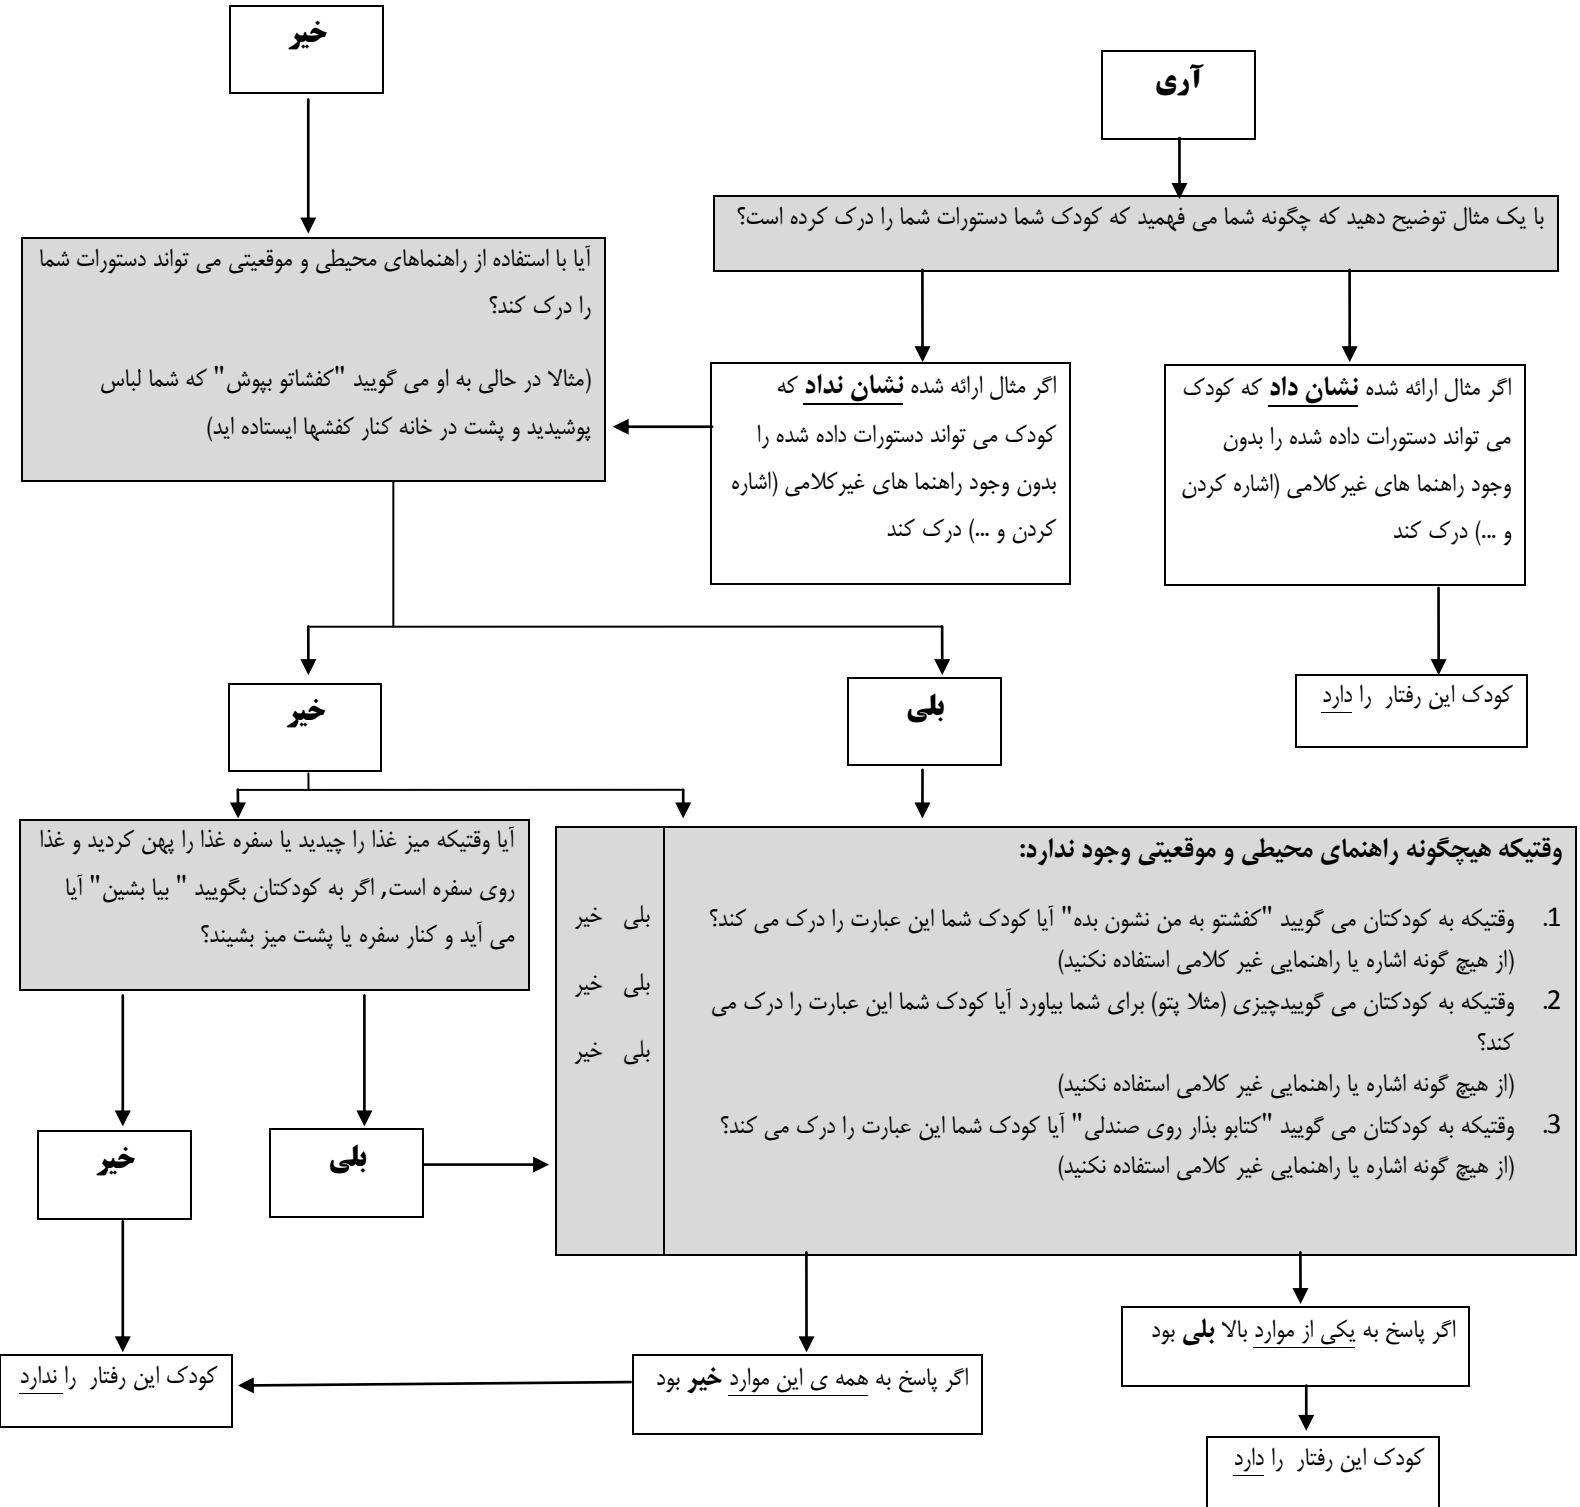 خیر
آری
با یک مثال توضیح دهید که چگونه شما می فهمید که کودک شما دستورات شما را درک کرده است؟
آیا با استفاده از راهنماهای محیطی و موقعیتی می تواند دستورات شما
را درک کند؟
(مثالا در حالی به او می گویید "کفشاتو بپوش" که شما لباس
پوشیدید و پشت در خانه کنار کفشها ایستاده اید)
اگر مثال ارائه شده نشان داد که کودک
می تواند دستورات داده شده را بدون
وجود راهنما های غیرکلامی (اشاره کردن
و ...) درک کند
اگر مثال ارائه شده نشان نداد که
کودک می تواند دستورات داده شده را
بدون وجود راهنما های غیرکلامی (اشاره
کردن و ...) درک کند
کودک این رفتار را دارد
بلی
خیر
وقتیکه هیچگونه راهنمای محیطی و موقعیتی وجود ندارد:
1. وقتیکه به کودکتان می گویید "کفشتو به من نشون بده" آیا کودک شما این عبارت را درک می کند؟
(از هیچ گونه اشاره یا راهنمایی غیر کلامی استفاده نکنید)
2. وقتیکه به کودکتان می گوییدچیزی (مثلا پتو) برای شما بیاورد آیا کودک شما این عبارت را درک می
کند؟
(از هیچ گونه اشاره یا راهنمایی غیر کلامی استفاده نکنید)
3. وقتیکه به کودکتان می گویید "کتابو بذار روی صندلی" آیا کودک شما این عبارت را درک می کند؟
(از هیچ گونه اشاره یا راهنمایی غیر کلامی استفاده نکنید)
بلی خیر
بلی خیر
بلی خیر
آیا وقتیکه میز غذا را چیدید یا سفره غذا را پهن کردید و غذا
روی سفره است, اگر به کودکتان بگویید " بیا بشین" آیا
می آید و کنار سفره یا پشت میز بشیند؟
بلی
خیر
اگر پاسخ به یکی از موارد بالا بلی بود
اگر پاسخ به همه ی این موارد خیر بود
کودک این رفتار را ندارد
کودک این رفتار را دارد